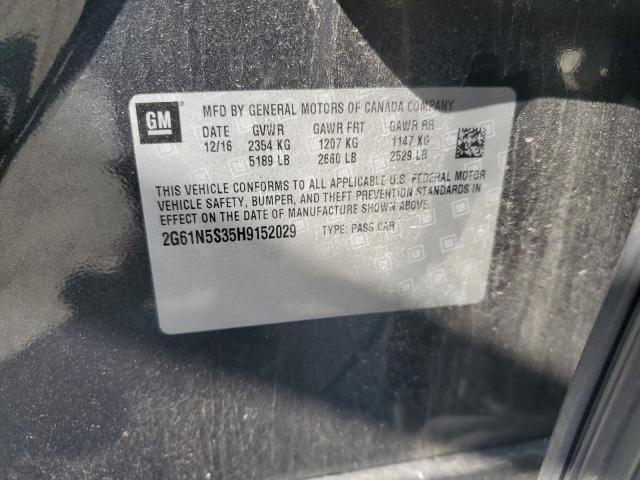 GM
MFD BY GENERAL MOTORS OF CANADA COMPANY
DATE GVWR GAWR FRT GAWR RR
12/16 2354 KG 1207 KG 1147 KG
5189 LB 2660 LB 2529 LB
THIS VEHICLE CONFORMS TO ALL APPLICABLE U.S. FEDERAL MOTOR
VEHICLE SAFETY, BUMPER, AND THEFT PREVENTION STANDARDS IN
EFFECT ON THE DATE OF MANUFACTURE SHOWN ABOVE.
2G61N5S35H9152029 TYPE: PASS CAR